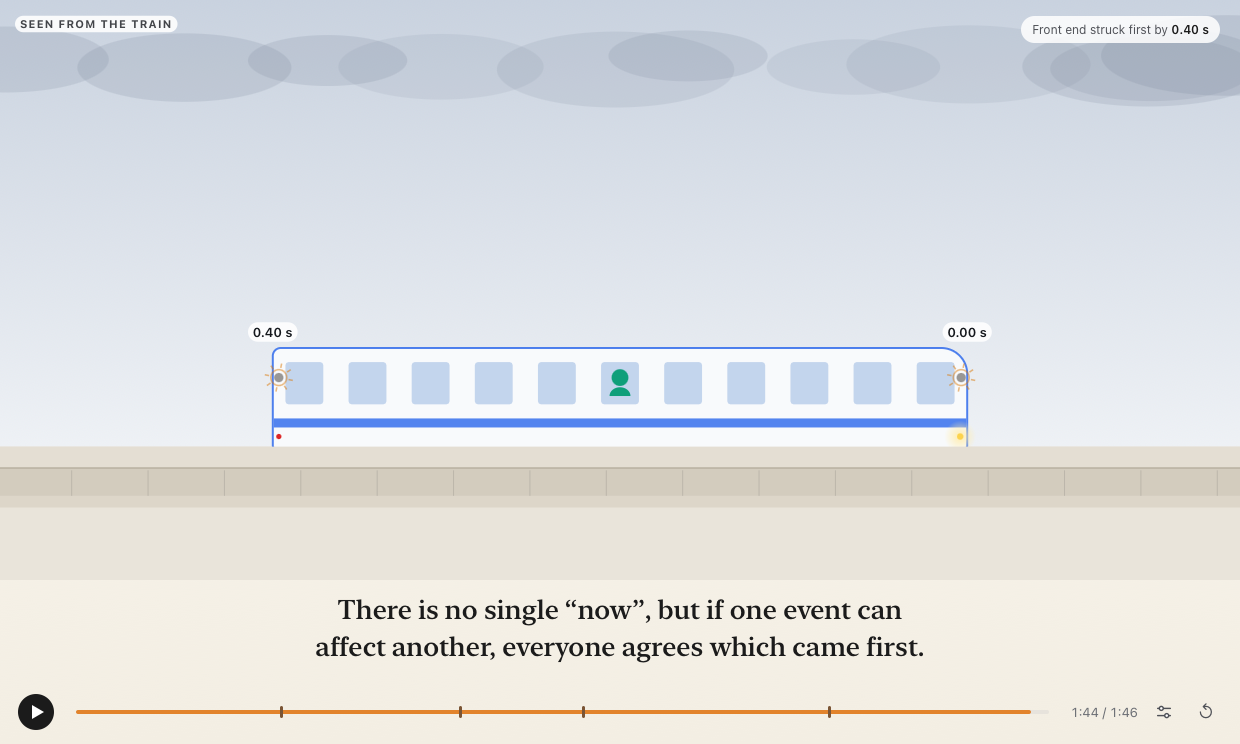 SEEN FROM THE TRAIN
Front end struck first by 0.40 s
0.40 s
0.00 s
There is no single “now”, but if one event can
affect another, everyone agrees which came first.
1:44 / 1:46